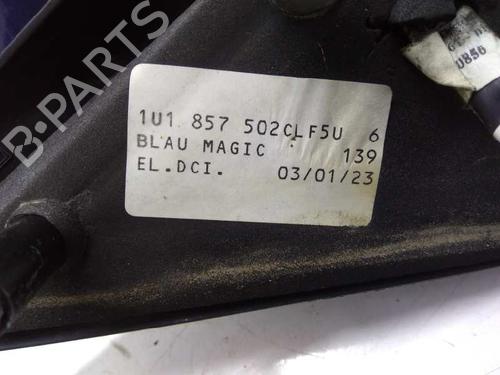 1U1 857 502CLF5U 6
BLAU MAGIC 139
EL.DCI. 03/01/23
U856
B-PARTS